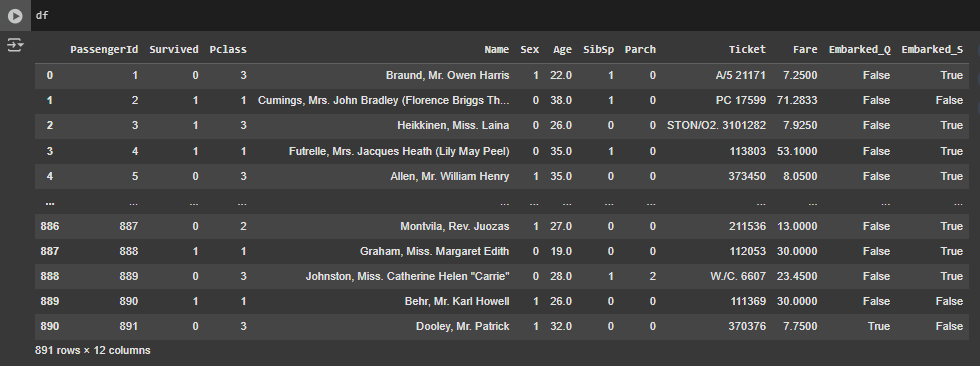 df
PassengerId Survived Pclass Name Sex Age SibSp Parch Ticket Fare Embarked_Q Embarked_S
0 1 0 3 Braund, Mr. Owen Harris 1 22.0 1 0 A/5 21171 7.2500 False True
1 2 1 1 Cumings, Mrs. John Bradley (Florence Briggs Th... 0 38.0 1 0 PC 17599 71.2833 False False
2 3 1 3 Heikkinen, Miss. Laina 0 26.0 0 0 STON/O2. 3101282 7.9250 False True
3 4 1 1 Futrelle, Mrs. Jacques Heath (Lily May Peel) 0 35.0 1 0 113803 53.1000 False True
4 5 0 3 Allen, Mr. William Henry 1 35.0 0 0 373450 8.0500 False True
... ... ... ... ... ... ... ... ... ... ... ... ...
886 887 0 2 Montvila, Rev. Juozas 1 27.0 0 0 211536 13.0000 False True
887 888 1 1 Graham, Miss. Margaret Edith 0 19.0 0 0 112053 30.0000 False True
888 889 0 3 Johnston, Miss. Catherine Helen "Carrie" 0 28.0 1 2 W./C. 6607 23.4500 False True
889 890 1 1 Behr, Mr. Karl Howell 1 26.0 0 0 111369 30.0000 False False
890 891 0 3 Dooley, Mr. Patrick 1 32.0 0 0 370376 7.7500 True False
891 rows × 12 columns